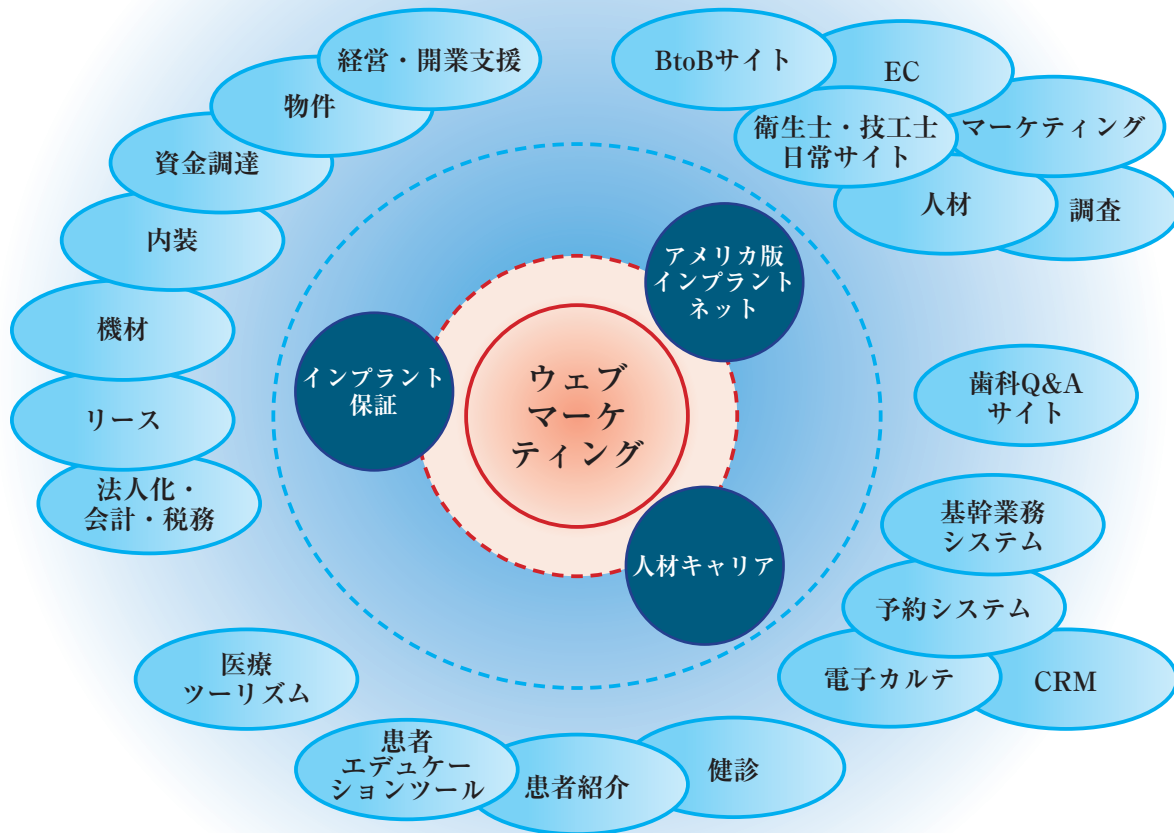 経営・開業支援
物件
資金調達
内装
機材
リース
法人化・
会計・税務
BtoBサイト
EC
衛生士・技工士
日常サイト
マーケティング
人材
調査
アメリカ版
インプラント
ネット
インプラント
保証
ウェブ
マーケ
ティング
人材キャリア
歯科Q&A
サイト
基幹業務
システム
予約システム
電子カルテ
CRM
医療
ツーリズム
患者
エデュケー
ションツール
患者紹介
健診